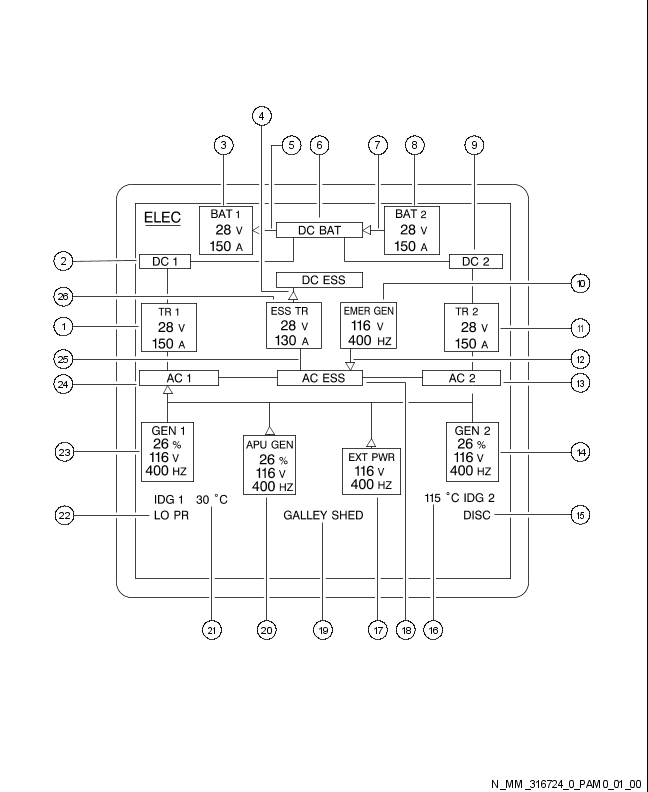 4
3 5 6 7 8 9
ELEC
BAT 1
28 V
150 A
DC BAT
BAT 2
28 V
150 A
2 DC 1 DC 2
DC ESS
26 10
1
TR 1
28 V
150 A
ESS TR
28 V
130 A
EMER GEN
116 V
400 HZ
TR 2
28 V
150 A
11
25 12
24 AC 1 AC ESS AC 2 13
23
GEN 1
26 %
116 V
400 HZ
APU GEN
26 %
116 V
400 HZ
EXT PWR
116 V
400 HZ
GEN 2
26 %
116 V
400 HZ
14
IDG 1 30 °C 115 °C IDG 2
22 LO PR GALLEY SHED DISC 15
21 20 19 17 18 16
N_MM_316724_0_PAM0_01_00